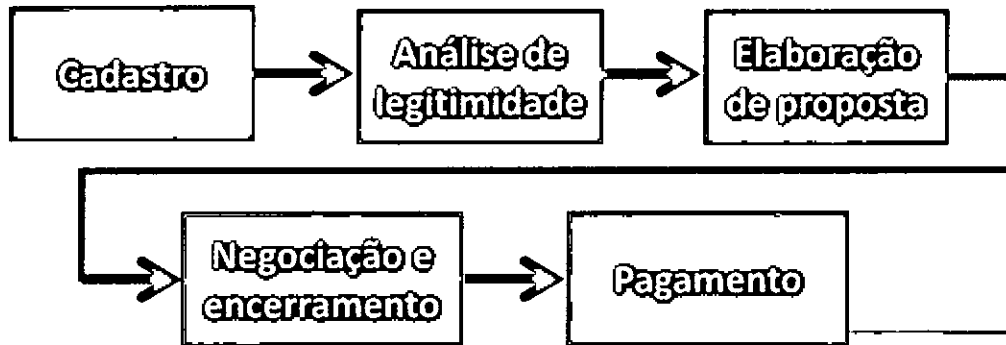 Cadastro
Análise de
legitimidade
Elaboração
de proposta
Negociação e
encerramento
Pagamento